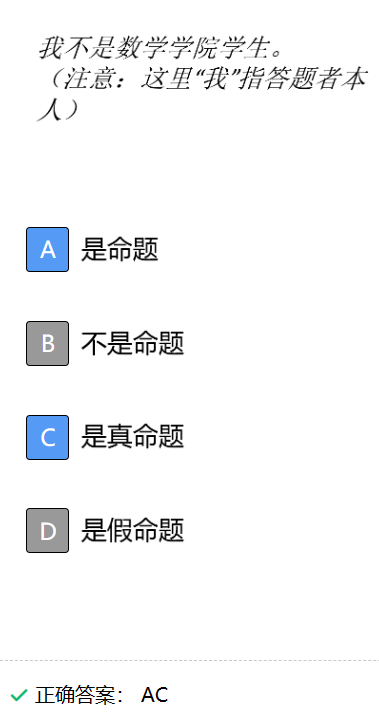 我不是数学学院学生。
（注意：这里“我”指答题者本
人）
A 是命题
B 不是命题
C 是真命题
D 是假命题
正确答案： AC